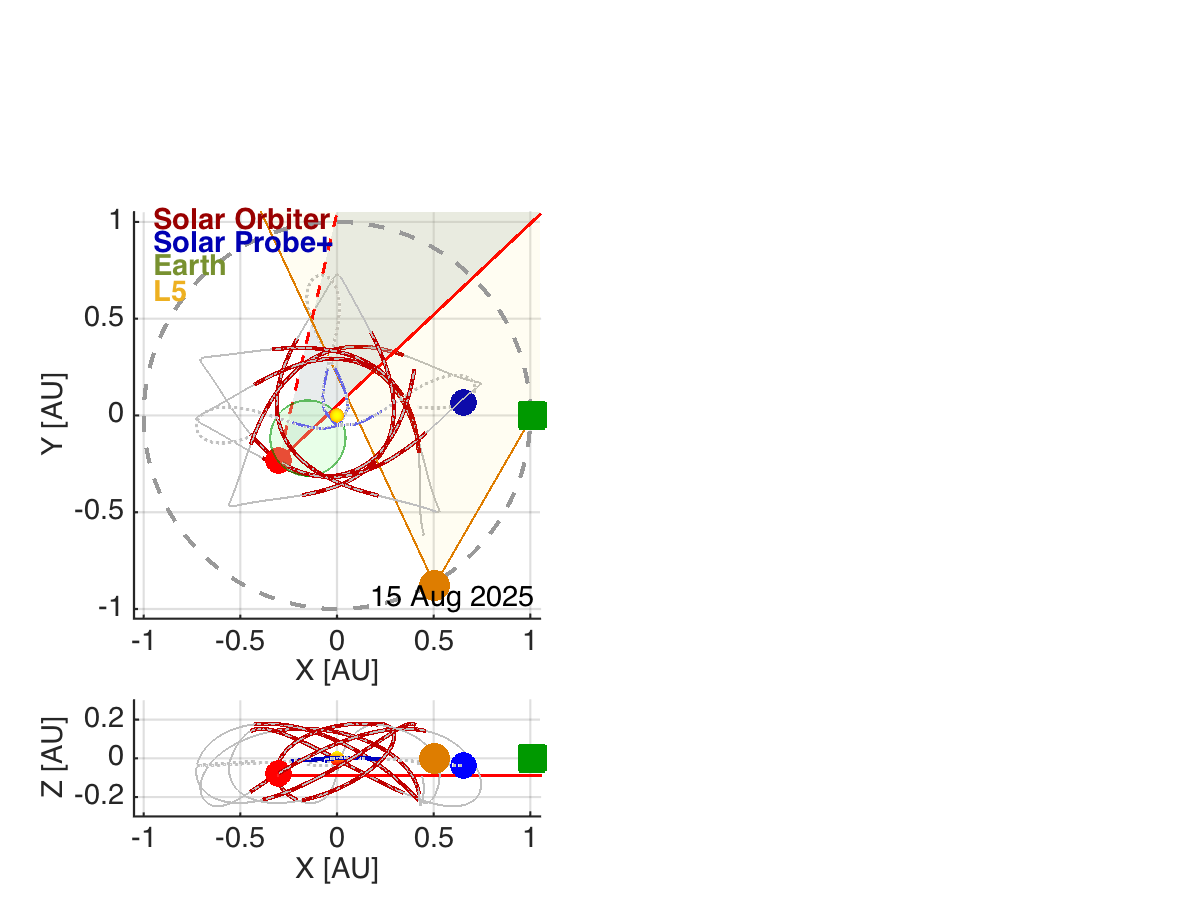 1
Solar Orbiter
Solar Probe+
Earth
L5
0.5
0
-0.5
-1
Y [AU]
15 Aug 2025
-1 -0.5 0 0.5 1
X [AU]
0.2
0
-0.2
Z [AU]
-1 -0.5 0 0.5 1
X [AU]